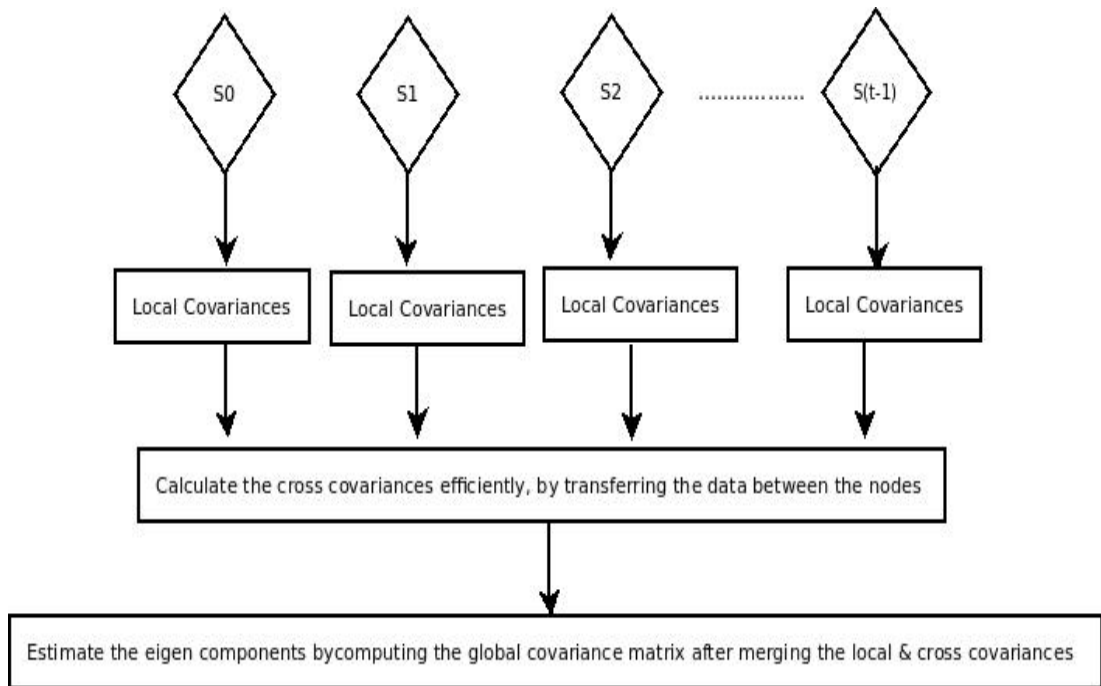 S0
S1
S2
.................
S(t-1)
Local Covariances
Local Covariances
Local Covariances
Local Covariances
Calculate the cross covariances efficiently, by transferring the data between the nodes
Estimate the eigen components bycomputing the global covariance matrix after merging the local & cross covariances